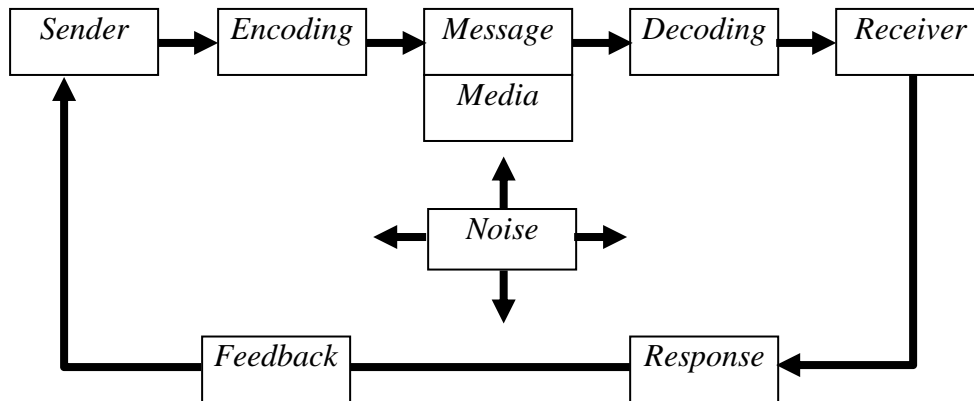 Sender
Encoding
Message
Decoding
Receiver
Media
Noise
Feedback
Response